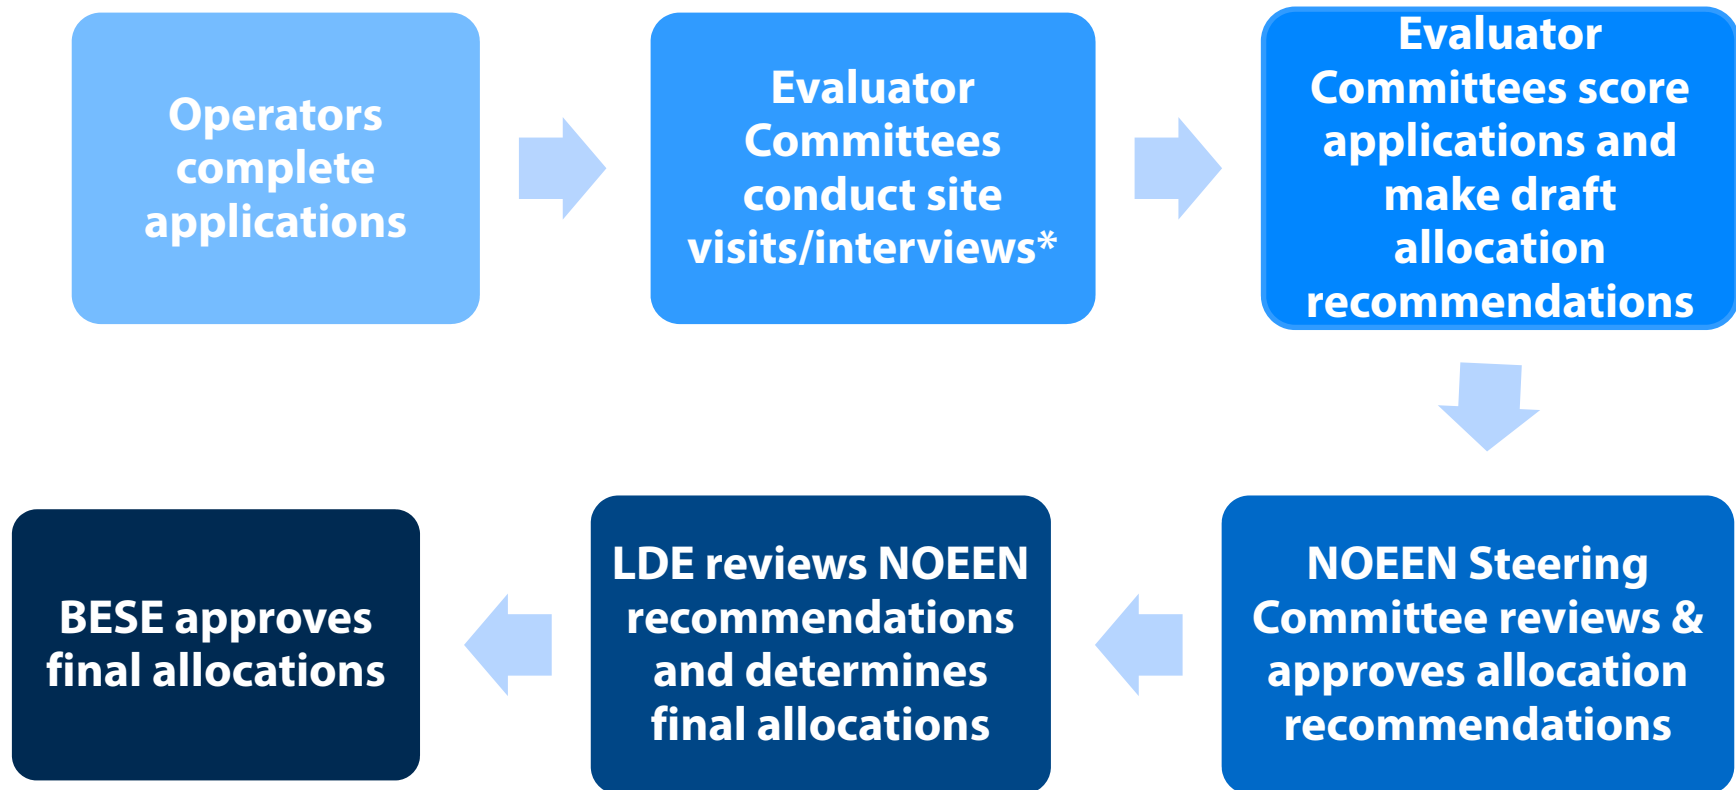 Operators
complete
applications
Evaluator
Committees
conduct site
visits/interviews*
Evaluator
Committees score
applications and
make draft
allocation
recommendations
NOEEN Steering
Committee reviews &
approves allocation
recommendations
LDE reviews NOEEN
recommendations
and determines
final allocations
BESE approves
final allocations